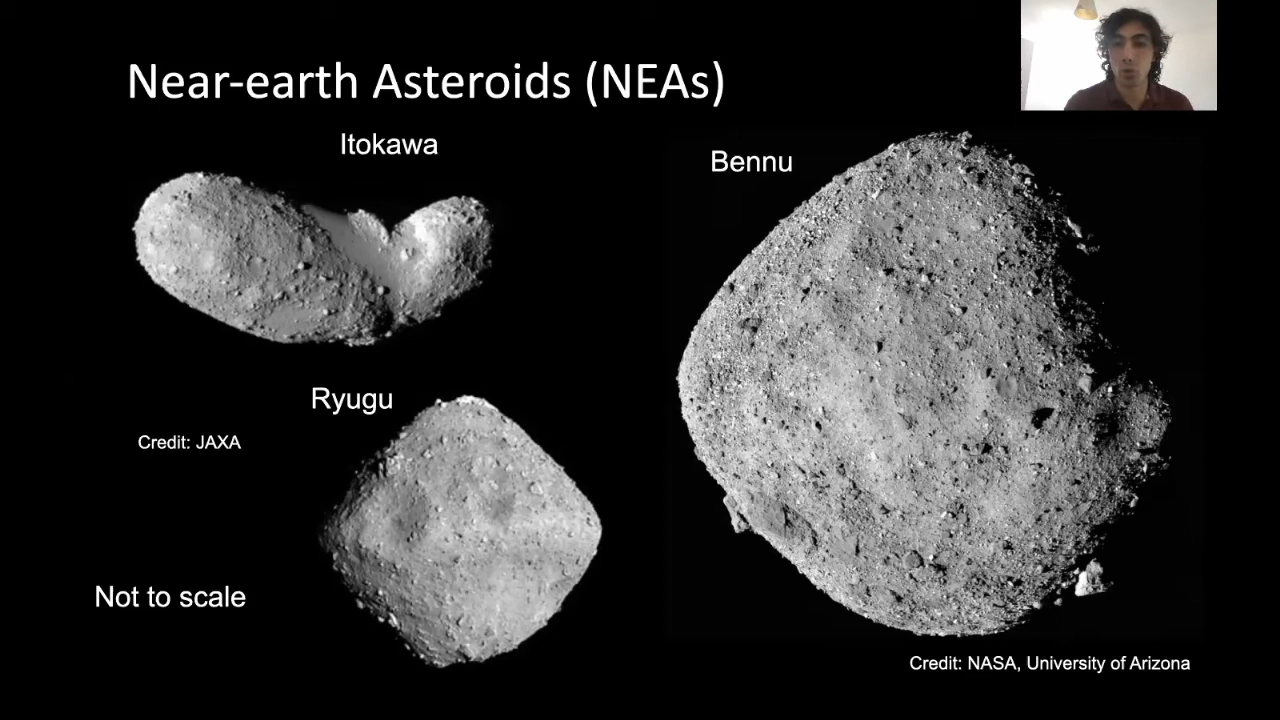 Near-earth Asteroids (NEAs)
Itokawa
Bennu
Ryugu
Credit: JAXA
Not to scale
Credit: NASA, University of Arizona